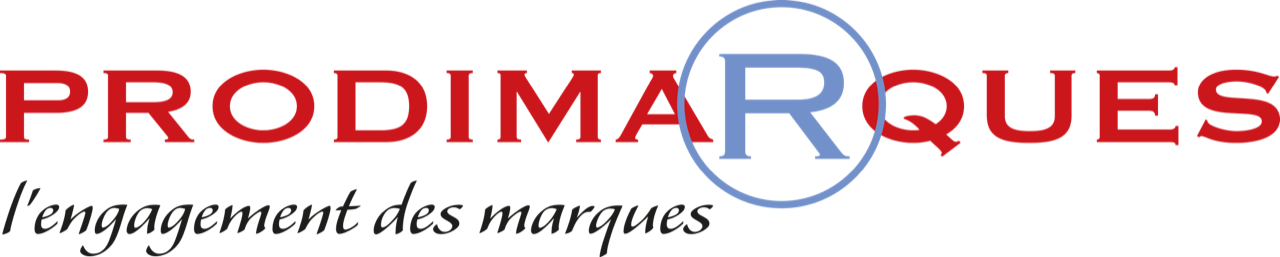 PRODIMARQUES
l'engagement des marques